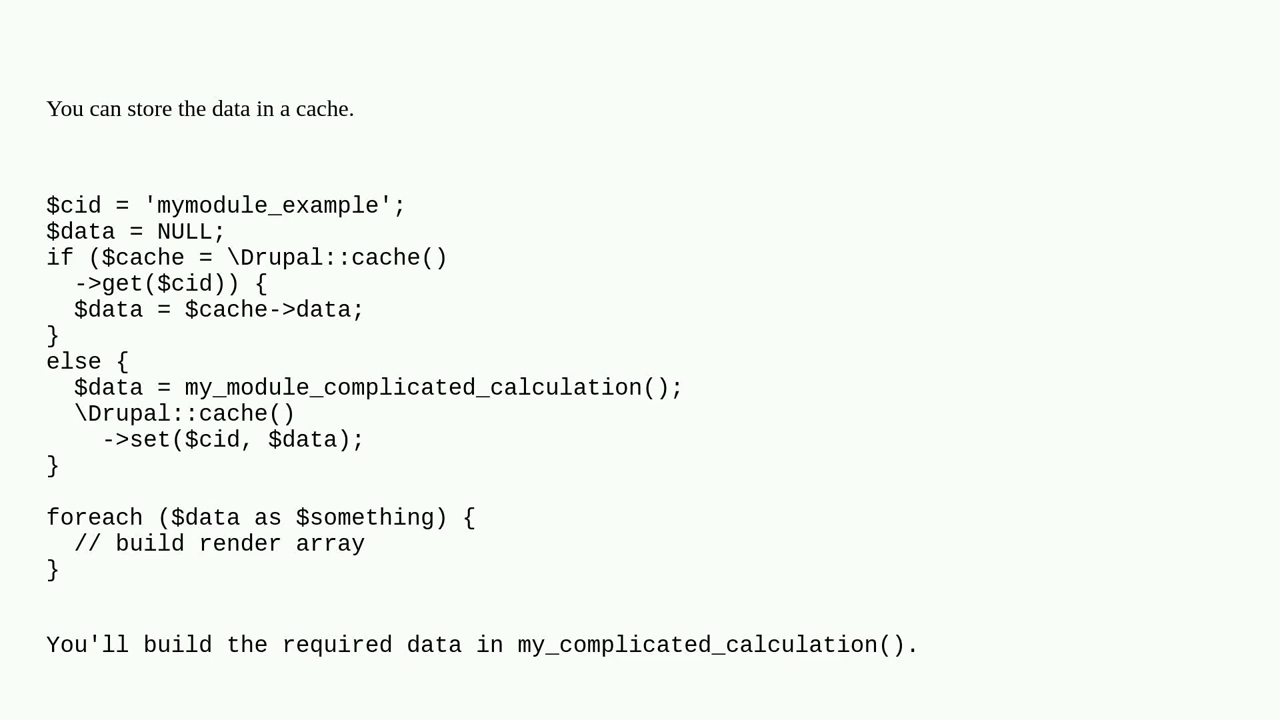 You can store the data in a cache.
$cid = 'mymodule_example';
$data = NULL;
if ($cache = \Drupal::cache()
  ->get($cid)) {
  $data = $cache->data;
}
else {
  $data = my_module_complicated_calculation();
  \Drupal::cache()
    ->set($cid, $data);
}
foreach ($data as $something) {
  // build render array
}
You'll build the required data in my_complicated_calculation().